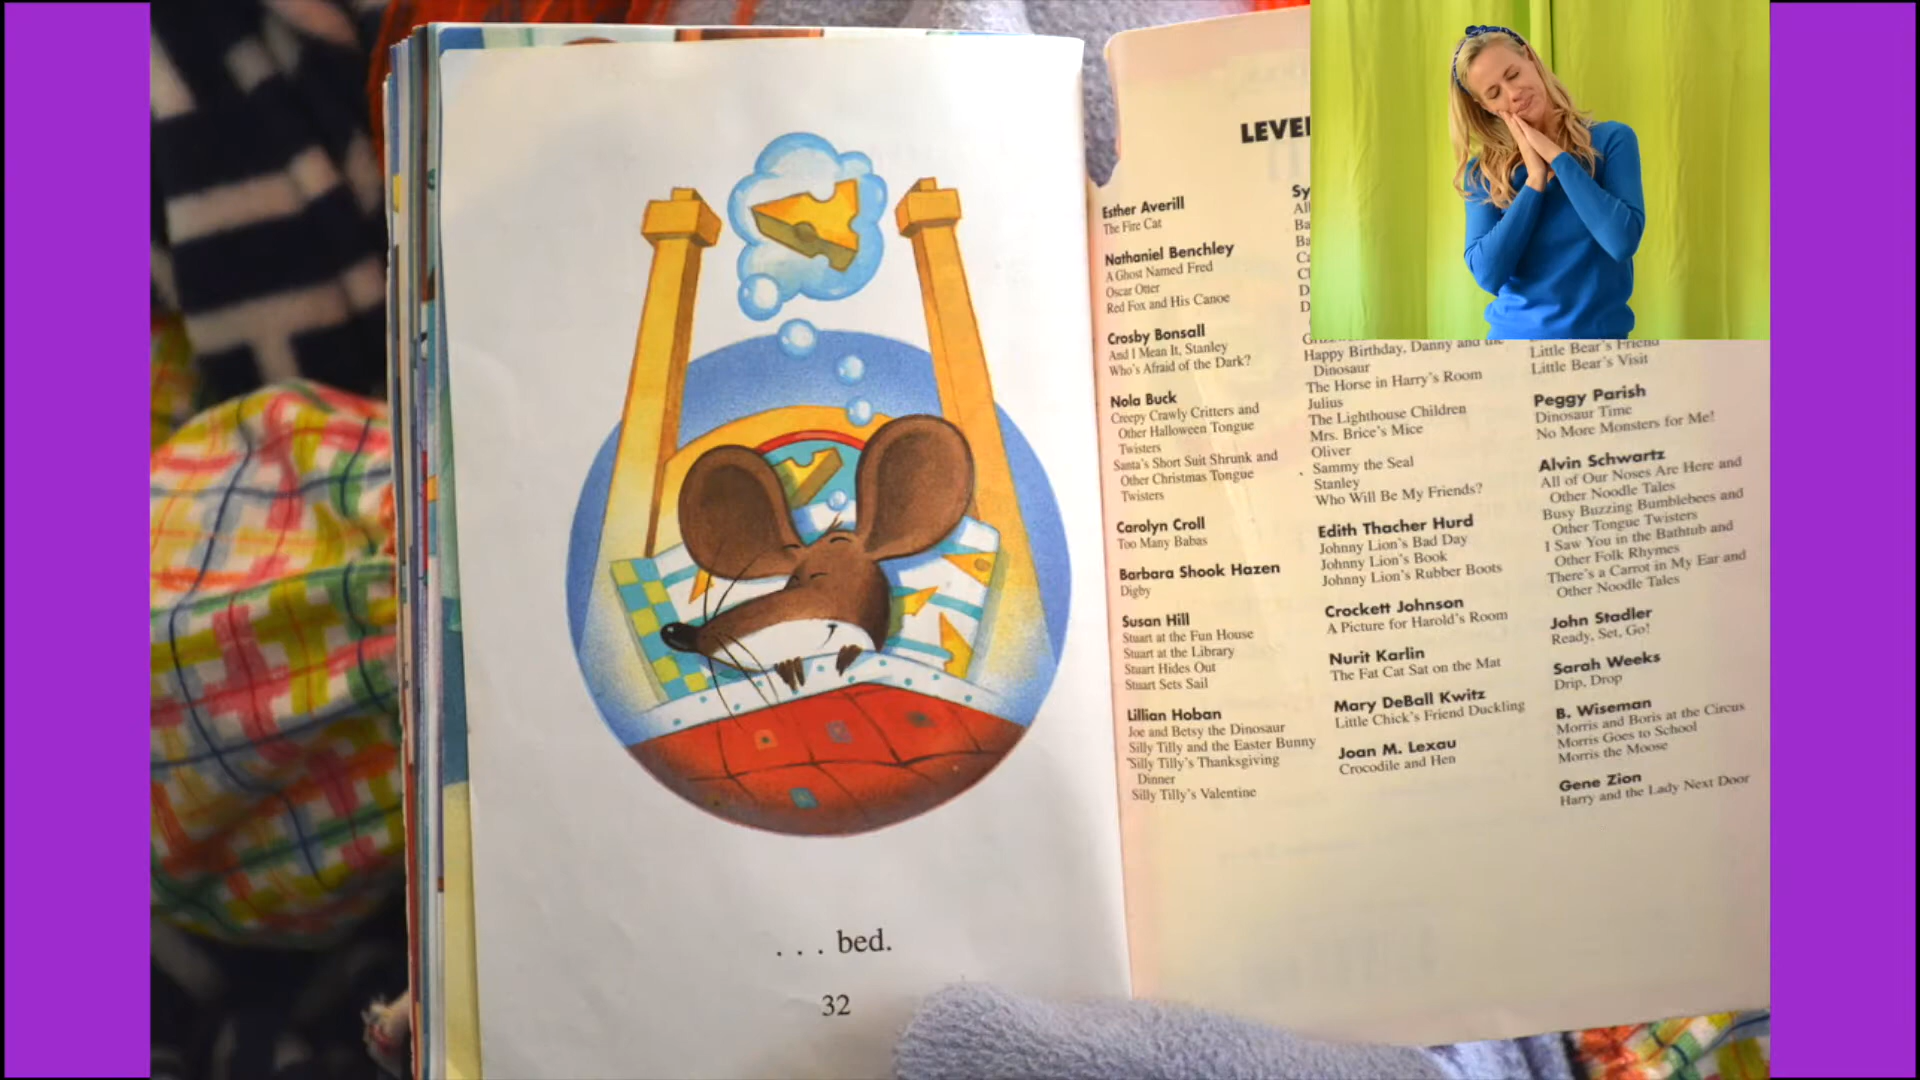 . . . bed.
32
LEVEL
Esther Averill
The Fire Cat
Nathaniel Benchley
A Ghost Named Fred
Oscar Otter
Red Fox and His Canoe
Crosby Bonsall
And I Mean It, Stanley
Who's Afraid of the Dark?
Nola Buck
Creepy Crawly Critters and
Other Halloween Tongue
Twisters
Santa's Short Suit Shrunk and
Other Christmas Tongue
Twisters
Carolyn Croll
Too Many Babas
Barbara Shook Hazen
Digby
Susan Hill
Stuart at the Fun House
Stuart at the Library
Stuart Hides Out
Stuart Sets Sail
Lillian Hoban
Joe and Betsy the Dinosaur
Silly Tilly and the Easter Bunny
Silly Tilly's Thanksgiving
Dinner
Silly Tilly's Valentine
Happy Birthday, Danny and the
Dinosaur
The Horse in Harry's Room
Julius
The Lighthouse Children
Mrs. Brice's Mice
Oliver
Sammy the Seal
Stanley
Who Will Be My Friends?
Edith Thacher Hurd
Johnny Lion's Bad Day
Johnny Lion's Book
Johnny Lion's Rubber Boots
Crockett Johnson
A Picture for Harold's Room
Nurit Karlin
The Fat Cat Sat on the Mat
Mary DeBall Kwitz
Little Chick's Friend Duckling
Joan M. Lexau
Crocodile and Hen
Little Bear's Friend
Little Bear's Visit
Peggy Parish
Dinosaur Time
No More Monsters for Me!
Alvin Schwartz
All of Our Noses Are Here and
Other Noodle Tales
Busy Buzzing Bumblebees and
Other Tongue Twisters
I Saw You in the Bathtub and
Other Folk Rhymes
There's a Carrot in My Ear and
Other Noodle Tales
John Stadler
Ready, Set, Go!
Sarah Weeks
Drip, Drop
B. Wiseman
Morris and Boris at the Circus
Morris Goes to School
Morris the Moose
Gene Zion
Harry and the Lady Next Door